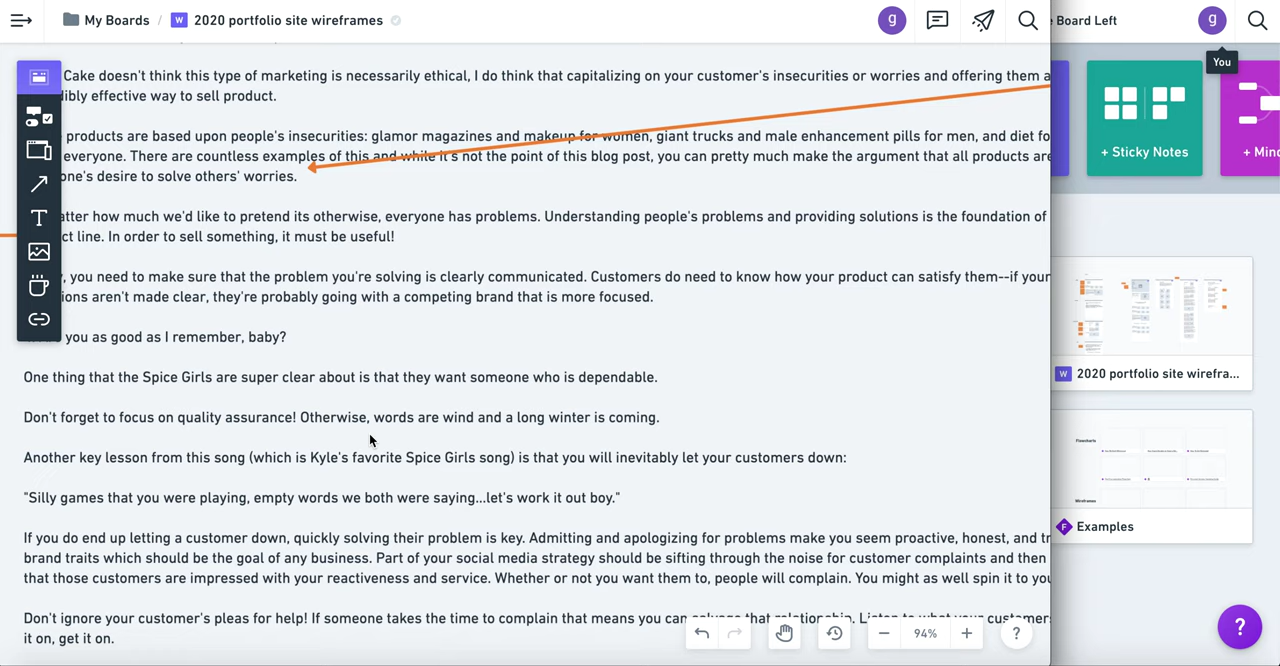 My Boards / W 2020 portfolio site wireframes
g
Board Left
g
You
Cake doesn't think this type of marketing is necessarily ethical, I do think that capitalizing on your customer's insecurities or worries and offering them a
dibly effective way to sell product.
products are based upon people's insecurities: glamor magazines and makeup for women, giant trucks and male enhancement pills for men, and diet fo
everyone. There are countless examples of this and while it's not the point of this blog post, you can pretty much make the argument that all products are
one's desire to solve others' worries.
atter how much we'd like to pretend its otherwise, everyone has problems. Understanding people's problems and providing solutions is the foundation of
ct line. In order to sell something, it must be useful!
, you need to make sure that the problem you're solving is clearly communicated. Customers do need to know how your product can satisfy them--if your
ions aren't made clear, they're probably going with a competing brand that is more focused.
you as good as I remember, baby?
One thing that the Spice Girls are super clear about is that they want someone who is dependable.
Don't forget to focus on quality assurance! Otherwise, words are wind and a long winter is coming.
Another key lesson from this song (which is Kyle's favorite Spice Girls song) is that you will inevitably let your customers down:
"Silly games that you were playing, empty words we both were saying...let's work it out boy."
If you do end up letting a customer down, quickly solving their problem is key. Admitting and apologizing for problems make you seem proactive, honest, and tr
brand traits which should be the goal of any business. Part of your social media strategy should be sifting through the noise for customer complaints and then
that those customers are impressed with your reactiveness and service. Whether or not you want them to, people will complain. You might as well spin it to you
Don't ignore your customer's pleas for help! If someone takes the time to complain that means you can salvage that relationship. Listen to what your customers
it on, get it on.
94%
?
+ Sticky Notes
+ Mind
W 2020 portfolio site wirefra...
Flowcharts
Wireframes
F Examples
?